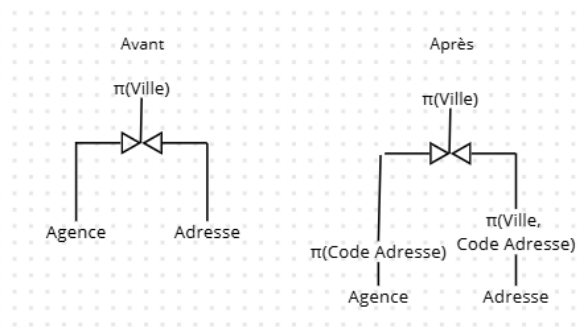 Avant
π(Ville)
Agence
Adresse
Après
π(Ville)
π(Code Adresse)
Agence
π(Ville,
Code Adresse)
Adresse